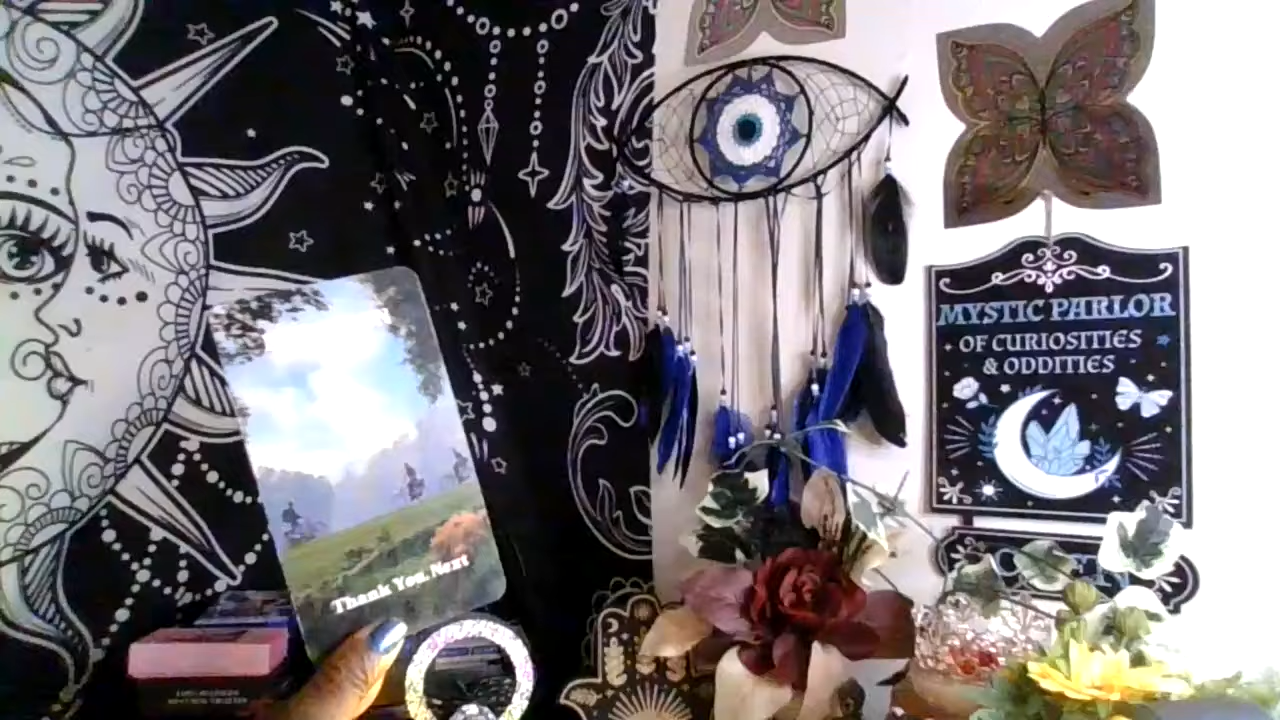 MYSTIC PARLOR
OF CURIOSITIES
& ODDITIES
Thank You, Next